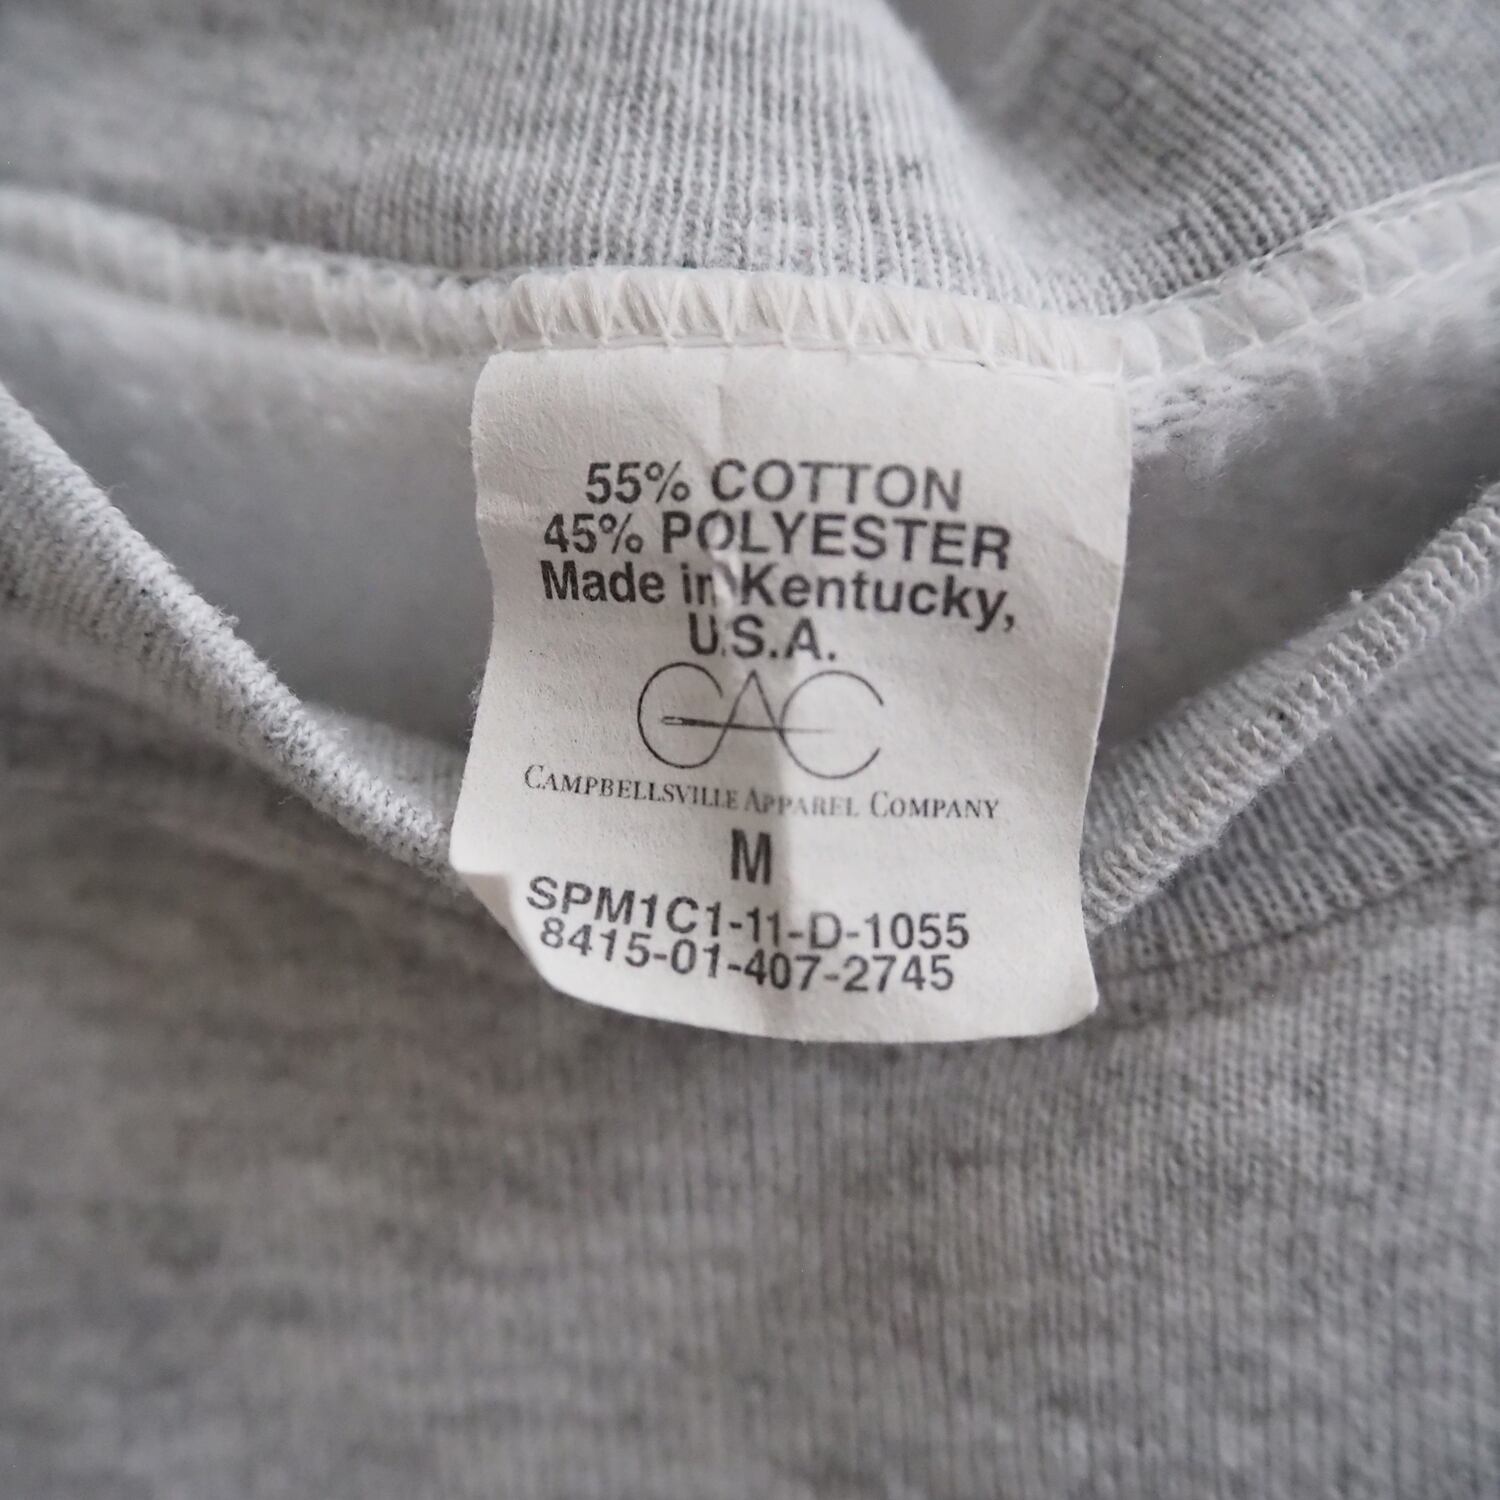 55% COTTON
45% POLYESTER
Made in Kentucky,
U.S.A.
CAC
CAMPBELLSVILLE APPAREL COMPANY
M
SPM1C1-11-D-1055
8415-01-407-2745